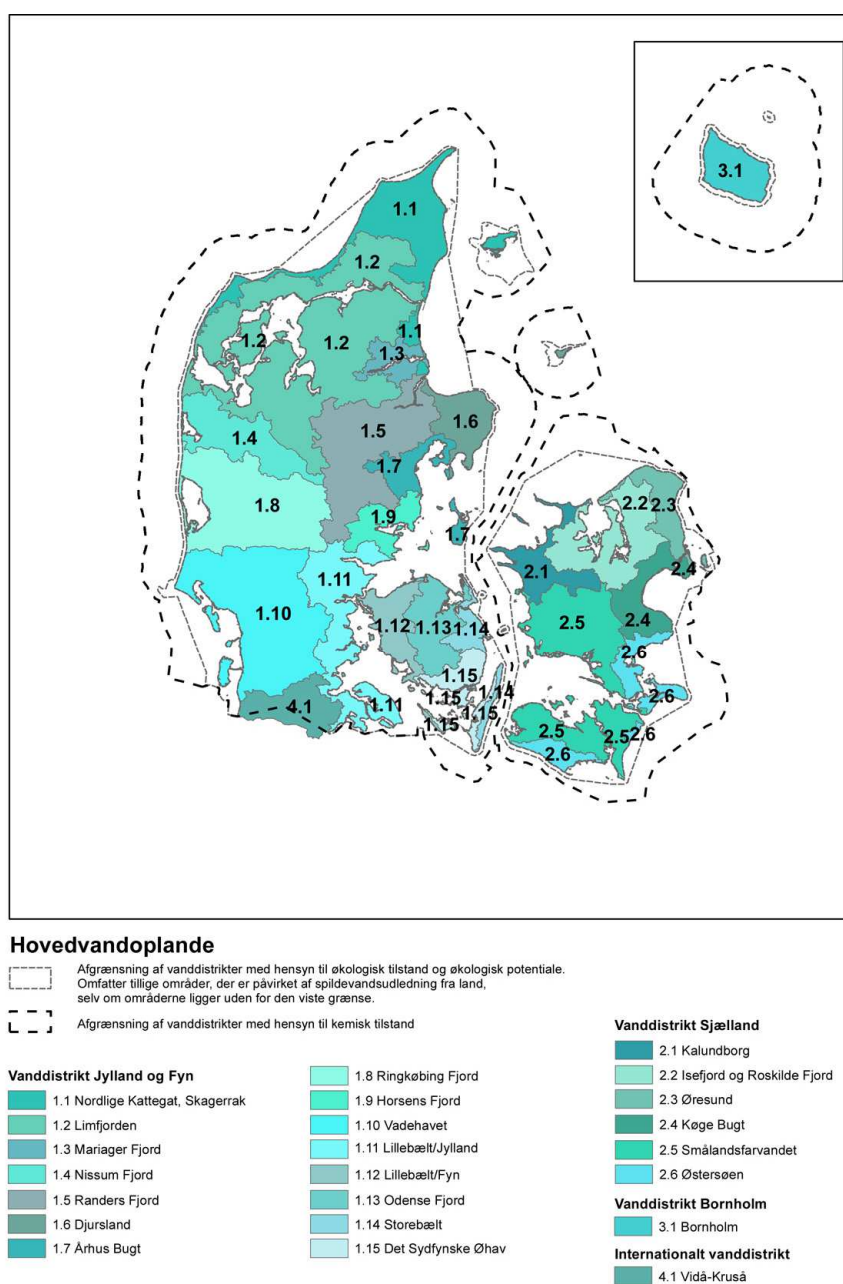 3.1
1.1
1.2
1.2
1.2
1.1
1.3
1.4
1.5
1.6
1.7
1.8
1.9
1.7
1.11
1.10
1.12
1.13
1.14
1.15
1.15
1.14
1.15
1.15
4.1
1.11
2.2
2.3
2.1
2.4
2.5
2.4
2.6
2.6
2.5
2.5
2.6
2.6
Hovedvandoplande
Afgrænsning af vanddistrikter med hensyn til økologisk tilstand og økologisk potentiale.
Omfatter tillige områder, der er påvirket af spildevandsudledning fra land,
selv om områderne ligger uden for den viste grænse.
Afgrænsning af vanddistrikter med hensyn til kemisk tilstand
Vanddistrikt Jylland og Fyn
1.1 Nordlige Kattegat, Skagerrak
1.2 Limfjorden
1.3 Mariager Fjord
1.4 Nissum Fjord
1.5 Randers Fjord
1.6 Djursland
1.7 Århus Bugt
1.8 Ringkøbing Fjord
1.9 Horsens Fjord
1.10 Vadehavet
1.11 Lillebælt/Jylland
1.12 Lillebælt/Fyn
1.13 Odense Fjord
1.14 Storebælt
1.15 Det Sydfynske Øhav
Vanddistrikt Sjælland
2.1 Kalundborg
2.2 Isefjord og Roskilde Fjord
2.3 Øresund
2.4 Køge Bugt
2.5 Smålandsfarvandet
2.6 Østersøen
Vanddistrikt Bornholm
3.1 Bornholm
Internationalt vanddistrikt
4.1 Vidå-Kruså